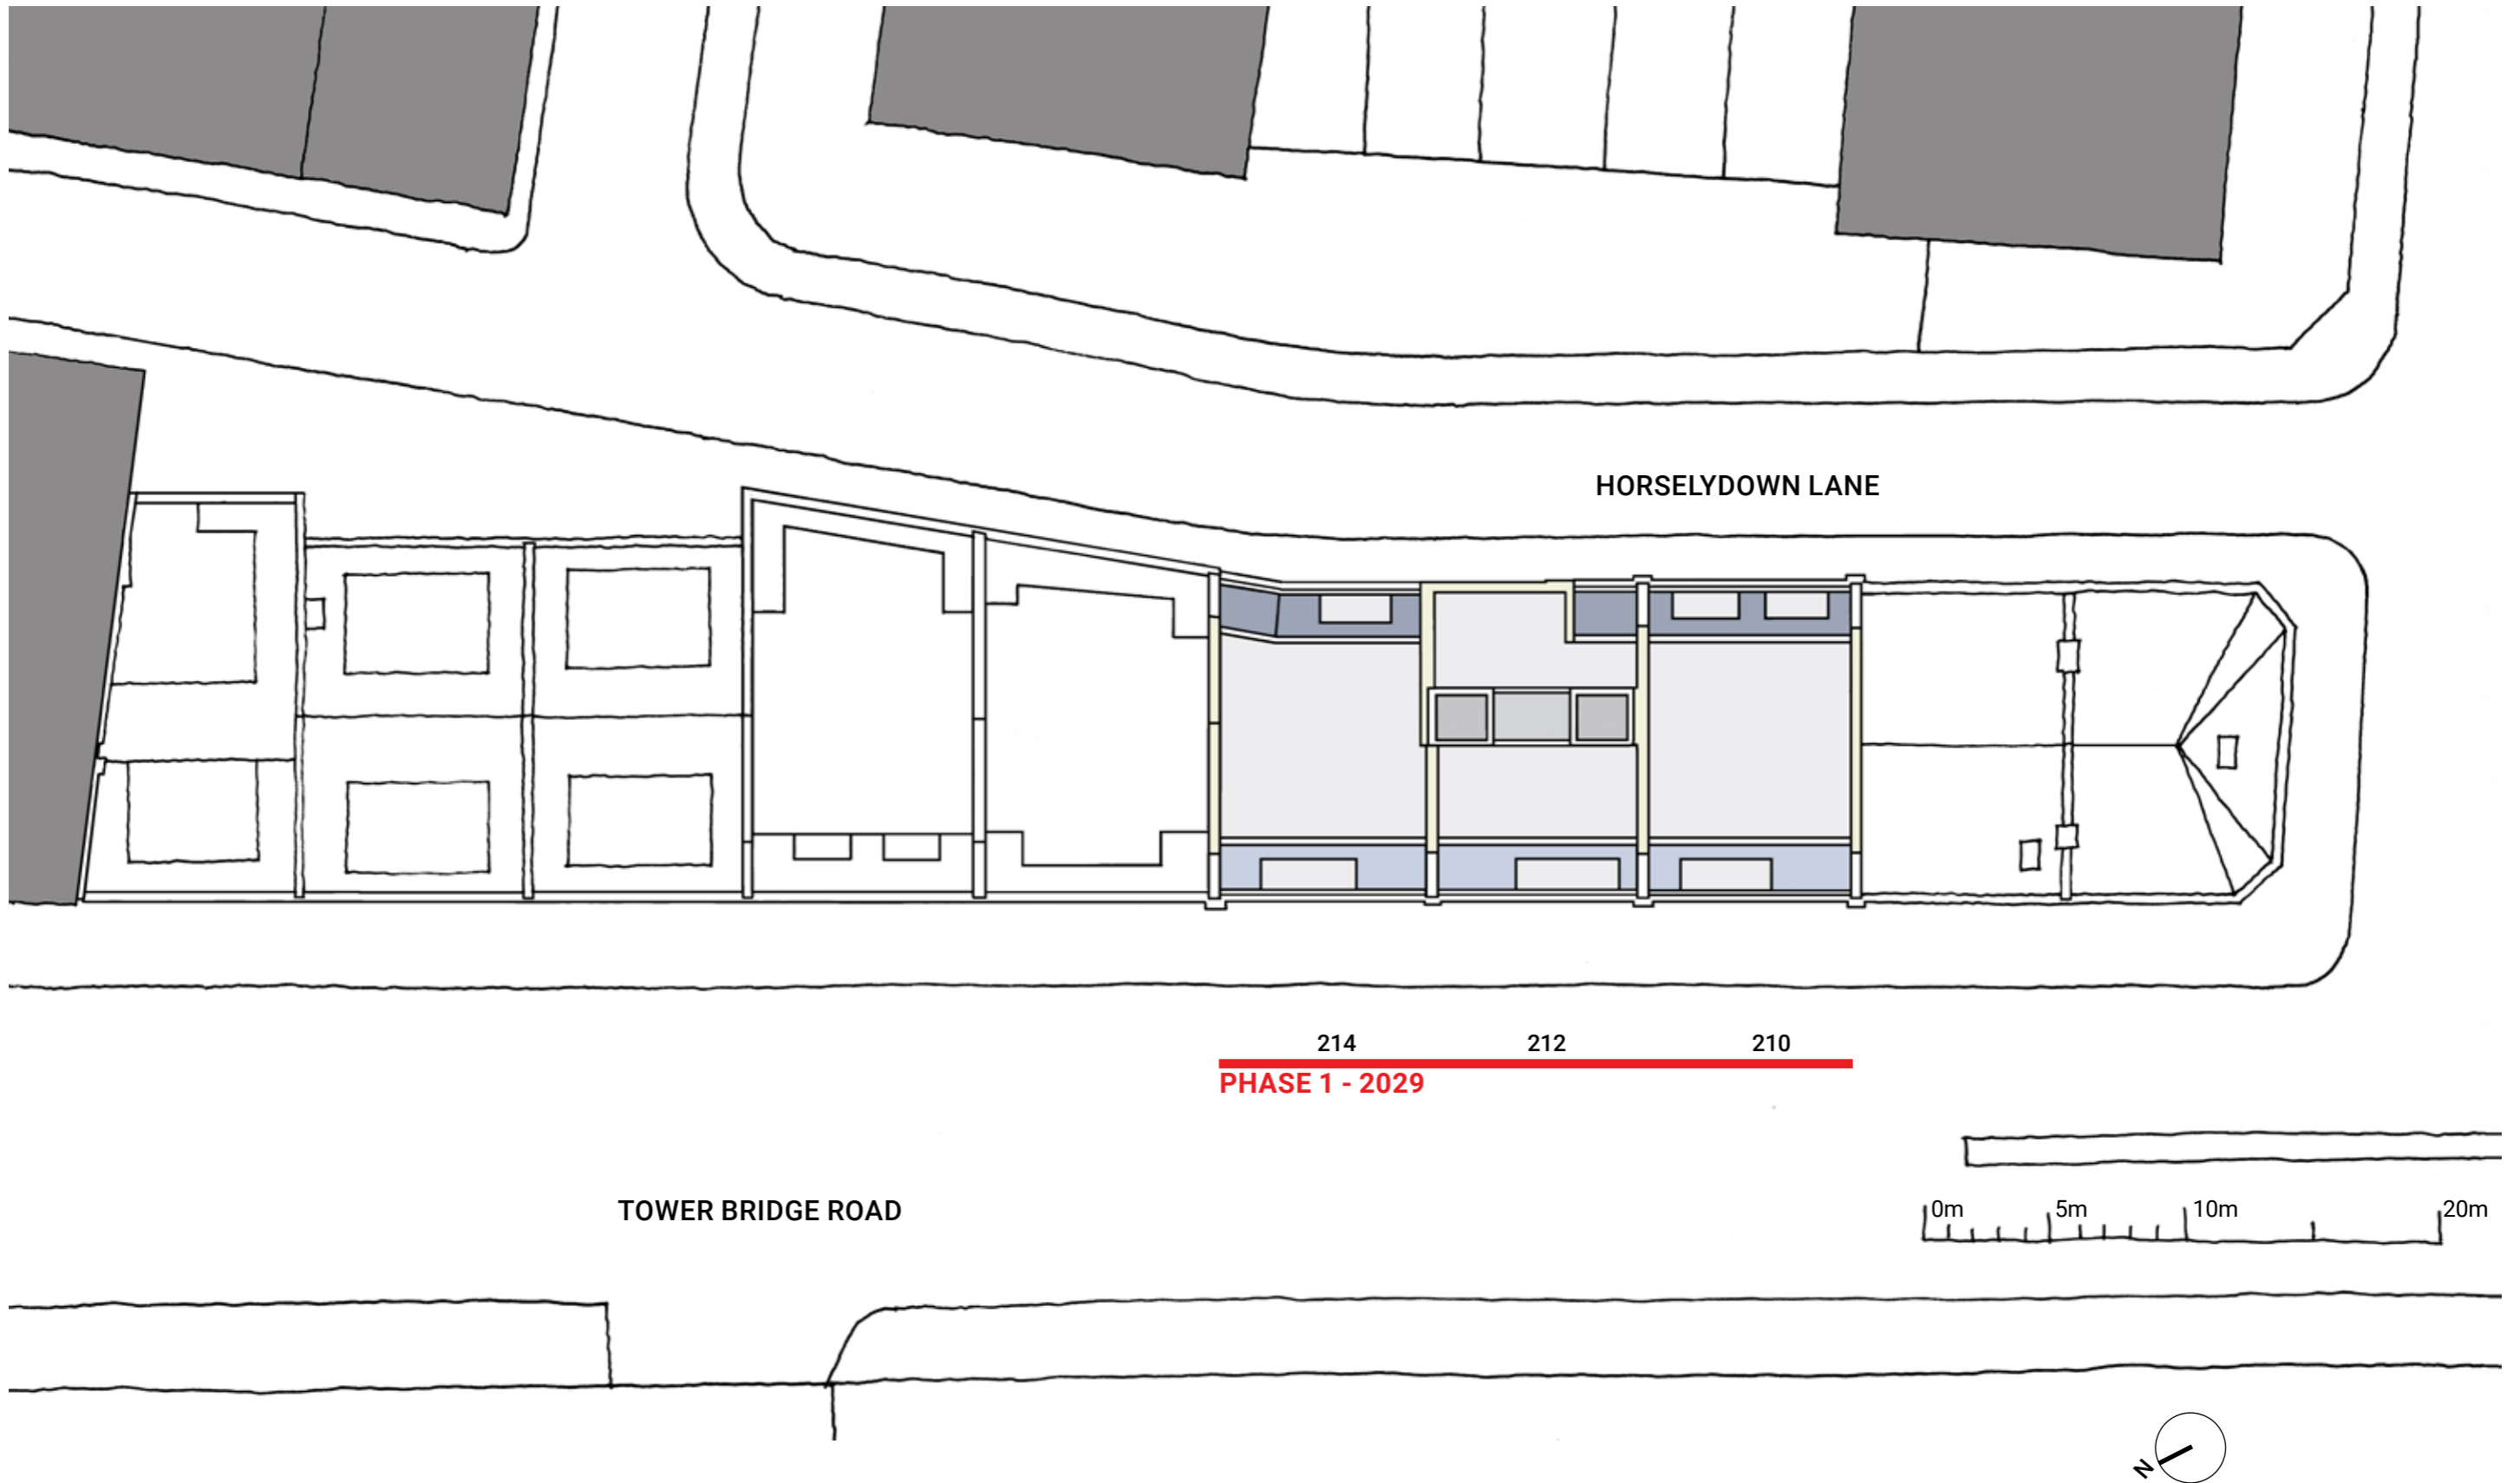 HORSELYDOWN LANE
214 212 210
PHASE 1 - 2029
TOWER BRIDGE ROAD
0m 5m 10m 20m
N